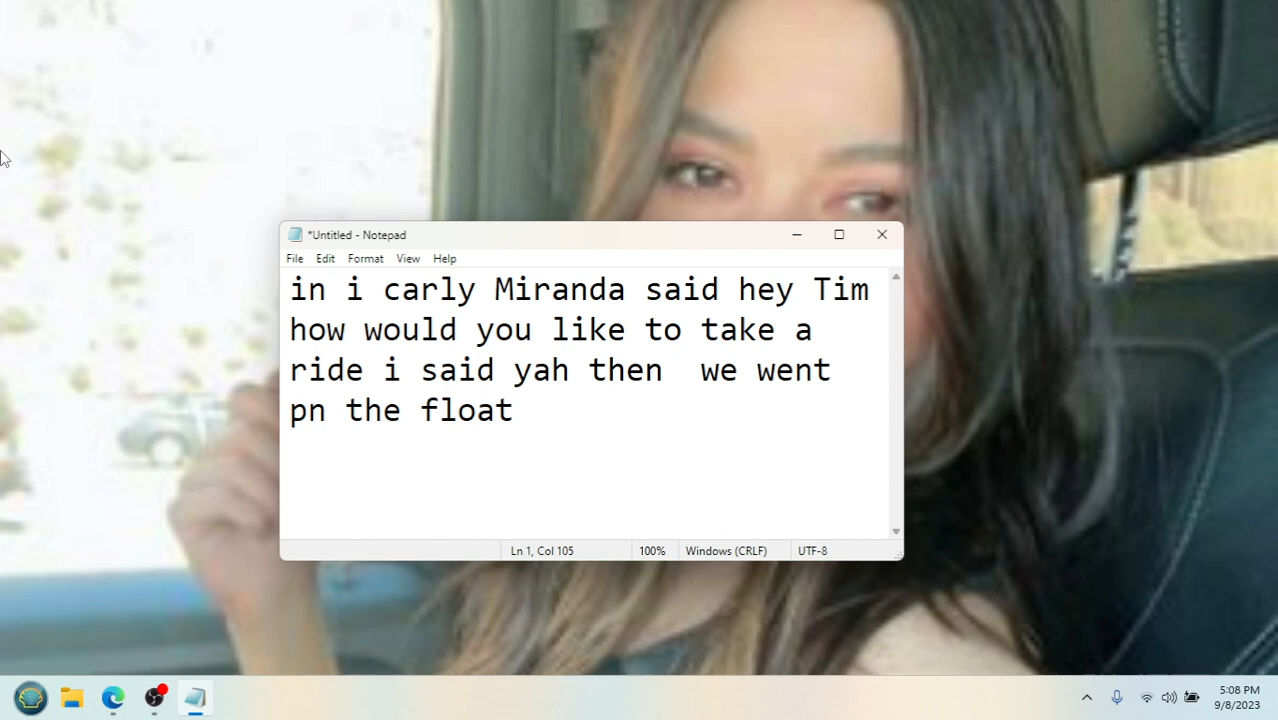 *Untitled - Notepad
File Edit Format View Help
in i carly Miranda said hey Tim
how would you like to take a
ride i said yah then  we went
pn the float
Ln 1, Col 105 100% Windows (CRLF) UTF-8
5:08 PM
9/8/2023